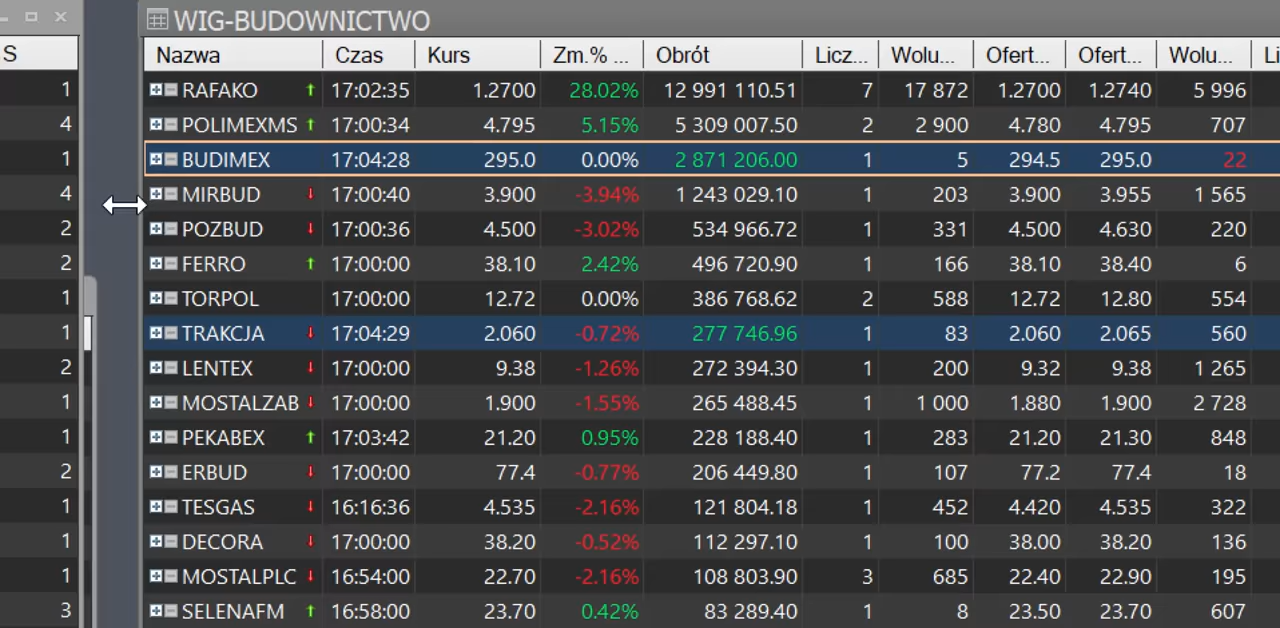 WIG-BUDOWNICTWO
S Nazwa Czas Kurs Zm.% ... Obrót Licz... Wolu... Ofert... Ofert... Wolu... Li
1 RAFAKO 17:02:35 1.2700 28.02% 12 991 110.51 7 17 872 1.2700 1.2740 5 996
4 POLIMEXMS 17:00:34 4.795 5.15% 5 309 007.50 2 2 900 4.780 4.795 707
1 BUDIMEX 17:04:28 295.0 0.00% 2 871 206.00 1 5 294.5 295.0 22
4 MIRBUD 17:00:40 3.900 -3.94% 1 243 029.10 1 203 3.900 3.955 1 565
2 POZBUD 17:00:36 4.500 -3.02% 534 966.72 1 331 4.500 4.630 220
2 FERRO 17:00:00 38.10 2.42% 496 720.90 1 166 38.10 38.40 6
1 TORPOL 17:00:00 12.72 0.00% 386 768.62 2 588 12.72 12.80 554
1 TRAKCJA 17:04:29 2.060 -0.72% 277 746.96 1 83 2.060 2.065 560
2 LENTEX 17:00:00 9.38 -1.26% 272 394.30 1 200 9.32 9.38 1 265
1 MOSTALZAB 17:00:00 1.900 -1.55% 265 488.45 1 1 000 1.880 1.900 2 728
1 PEKABEX 17:03:42 21.20 0.95% 228 188.40 1 283 21.20 21.30 848
2 ERBUD 17:00:00 77.4 -0.77% 206 449.80 1 107 77.2 77.4 18
1 TESGAS 16:16:36 4.535 -2.16% 121 804.18 1 452 4.420 4.535 322
1 DECORA 17:00:00 38.20 -0.52% 112 297.10 1 100 38.00 38.20 136
1 MOSTALPLC 16:54:00 22.70 -2.16% 108 803.90 3 685 22.40 22.90 195
3 SELENAFM 16:58:00 23.70 0.42% 83 289.40 1 8 23.50 23.70 607